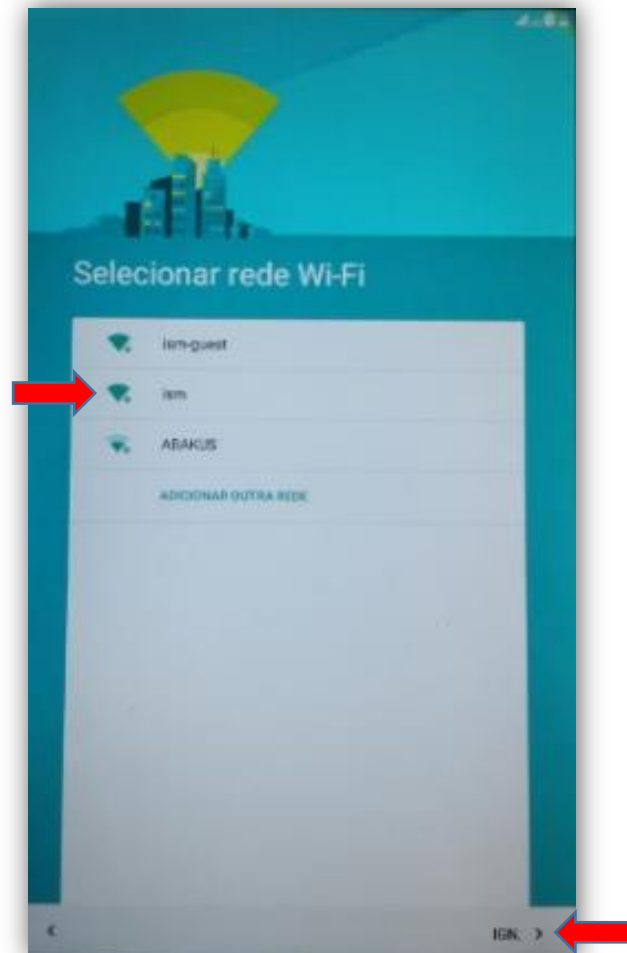 Selecionar rede Wi-Fi
ism-guest
ism
ABAKUS
ADICIONAR OUTRA REDE
IGN.